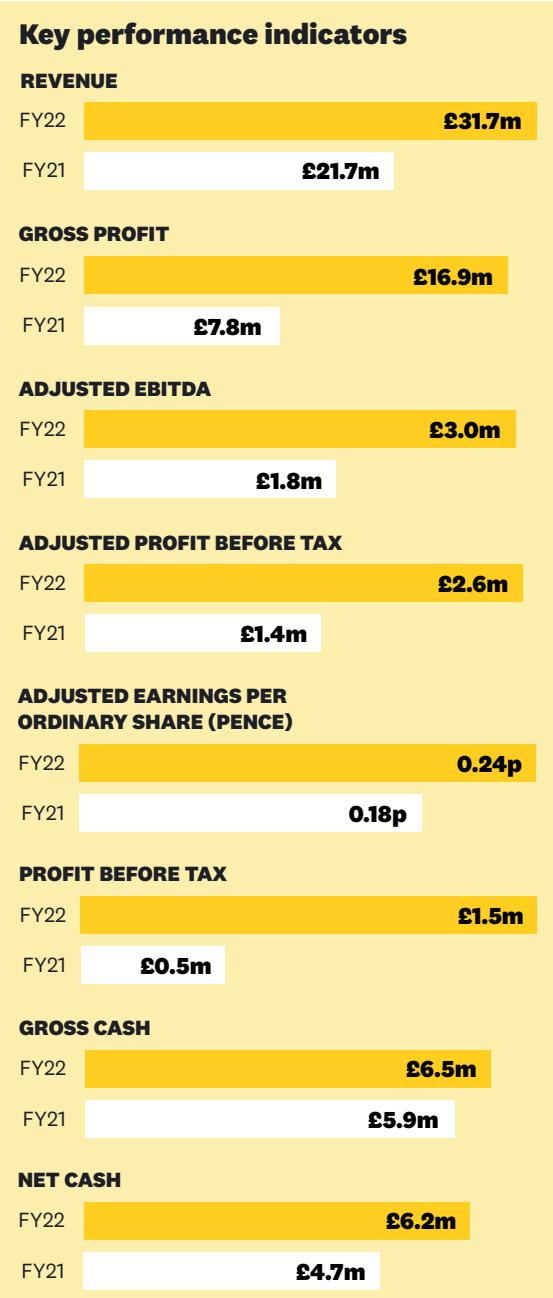 Key performance indicators
REVENUE
FY22 £31.7m
FY21 £21.7m
GROSS PROFIT
FY22 £16.9m
FY21 £7.8m
ADJUSTED EBITDA
FY22 £3.0m
FY21 £1.8m
ADJUSTED PROFIT BEFORE TAX
FY22 £2.6m
FY21 £1.4m
ADJUSTED EARNINGS PER
ORDINARY SHARE (PENCE)
FY22 0.24p
FY21 0.18p
PROFIT BEFORE TAX
FY22 £1.5m
FY21 £0.5m
GROSS CASH
FY22 £6.5m
FY21 £5.9m
NET CASH
FY22 £6.2m
FY21 £4.7m